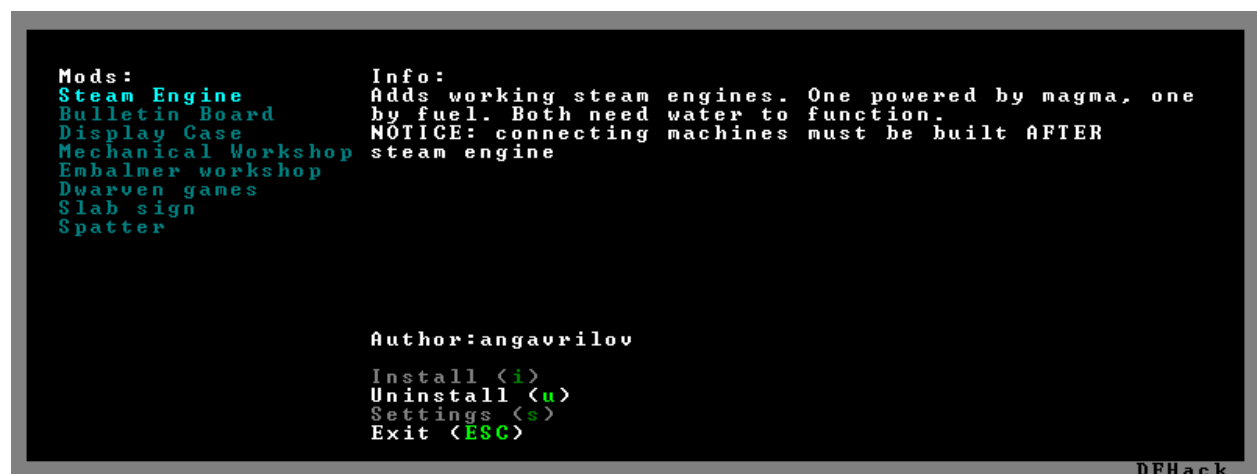 Mods:
Steam Engine
Bulletin Board
Display Case
Mechanical Workshop
Embalmer workshop
Dwarven games
Slab sign
Spatter
Info:
Adds working steam engines. One powered by magma, one
by fuel. Both need water to function.
NOTICE: connecting machines must be built AFTER
steam engine
Author:angavrilov
Install (i)
Uninstall (u)
Settings (s)
Exit (ESC)
DFHack